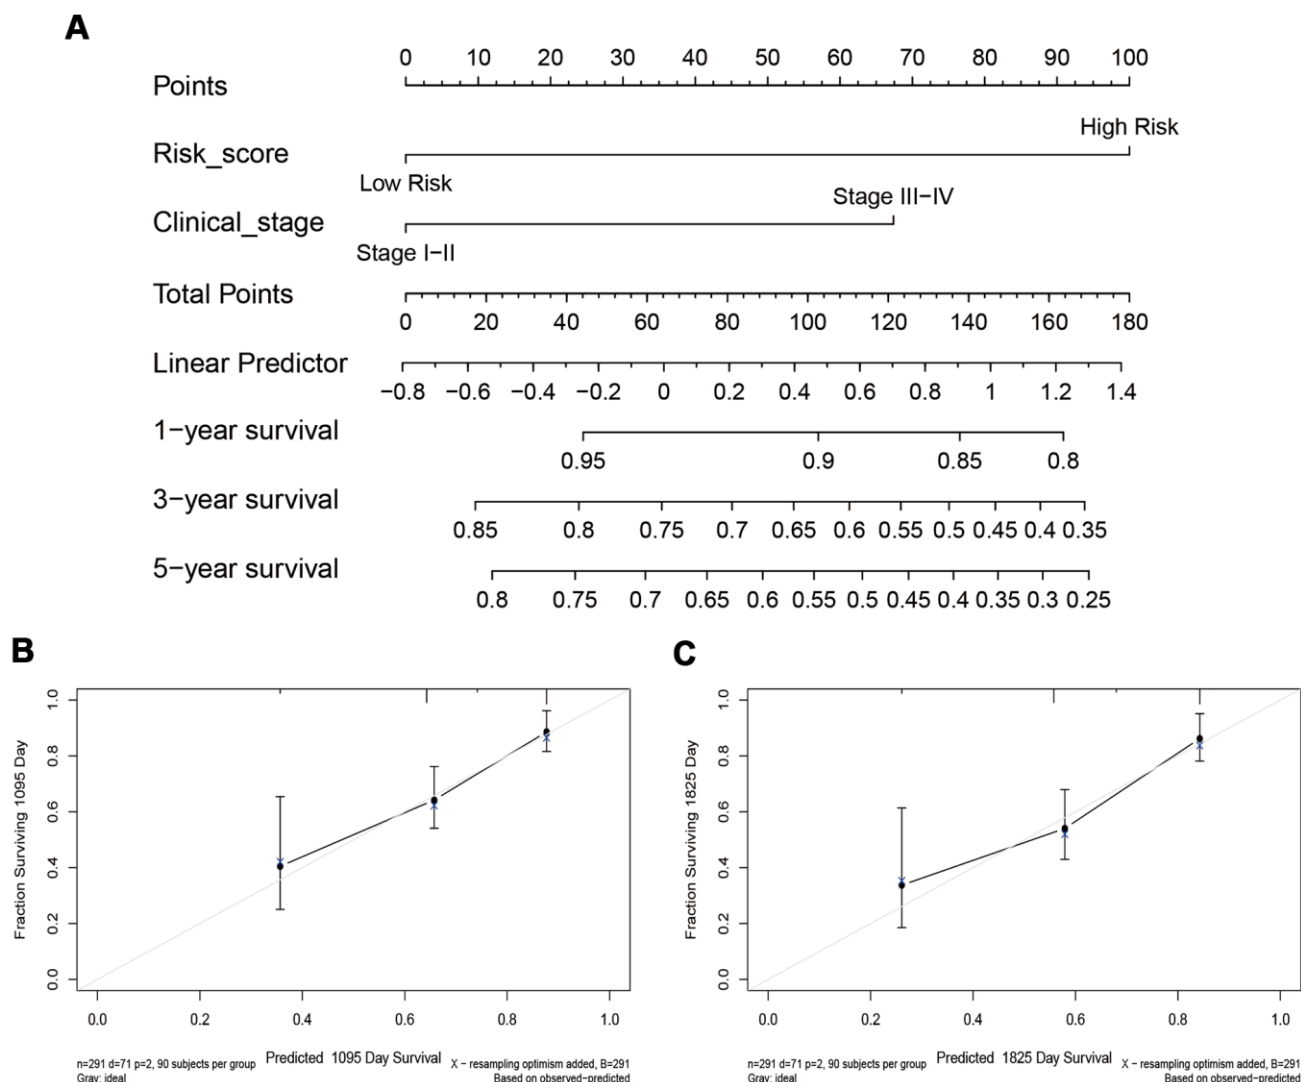 A
0 10 20 30 40 50 60 70 80 90 100
Points
High Risk
Risk_score
Low Risk
Stage III−IV
Clinical_stage
Stage I−II
Total Points
0 20 40 60 80 100 120 140 160 180
Linear Predictor
−0.8 −0.6 −0.4 −0.2 0 0.2 0.4 0.6 0.8 1 1.2 1.4
1−year survival
0.95 0.9 0.85 0.8
3−year survival
0.85 0.8 0.75 0.7 0.65 0.6 0.55 0.5 0.45 0.4 0.35
5−year survival
0.8 0.75 0.7 0.65 0.6 0.55 0.5 0.45 0.4 0.35 0.3 0.25
B
Fraction Surviving 1095 Day
1.0
0.8
0.6
0.4
0.2
0.0
0.0 0.2 0.4 0.6 0.8 1.0
Predicted 1095 Day Survival
n=291 d=71 p=2, 90 subjects per group
Gray: ideal
X − resampling optimism added, B=291
Based on observed−predicted
C
Fraction Surviving 1825 Day
1.0
0.8
0.6
0.4
0.2
0.0
0.0 0.2 0.4 0.6 0.8 1.0
Predicted 1825 Day Survival
n=291 d=71 p=2, 90 subjects per group
Gray: ideal
X − resampling optimism added, B=291
Based on observed−predicted